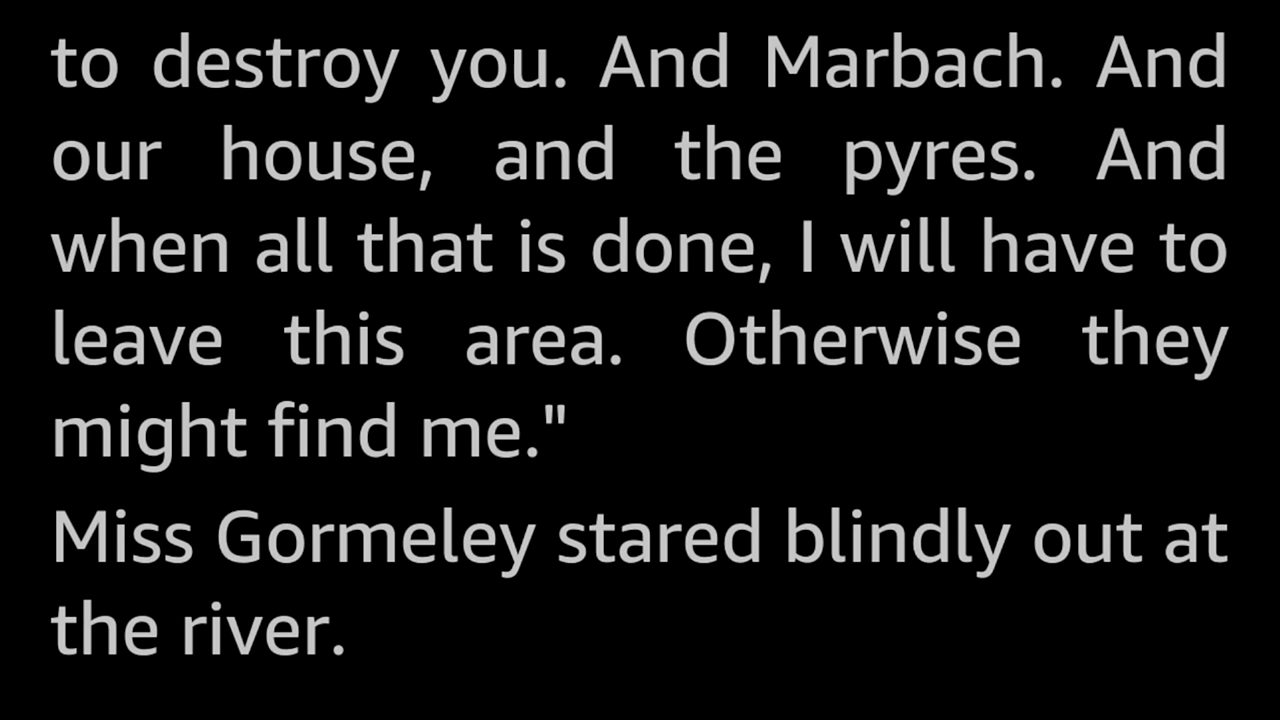 to destroy you. And Marbach. And
our house, and the pyres. And
when all that is done, I will have to
leave this area. Otherwise they
might find me."
Miss Gormeley stared blindly out at
the river.